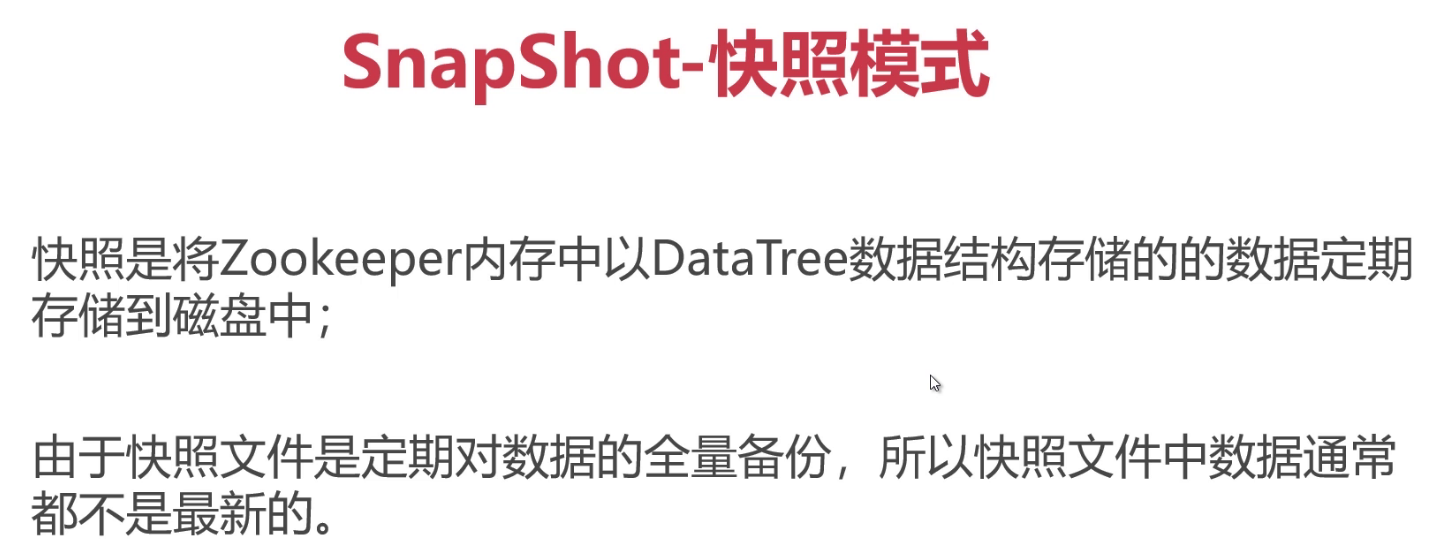 SnapShot-快照模式
快照是将Zookeeper内存中以DataTree数据结构存储的的数据定期
存储到磁盘中；
由于快照文件是定期对数据的全量备份，所以快照文件中数据通常
都不是最新的。